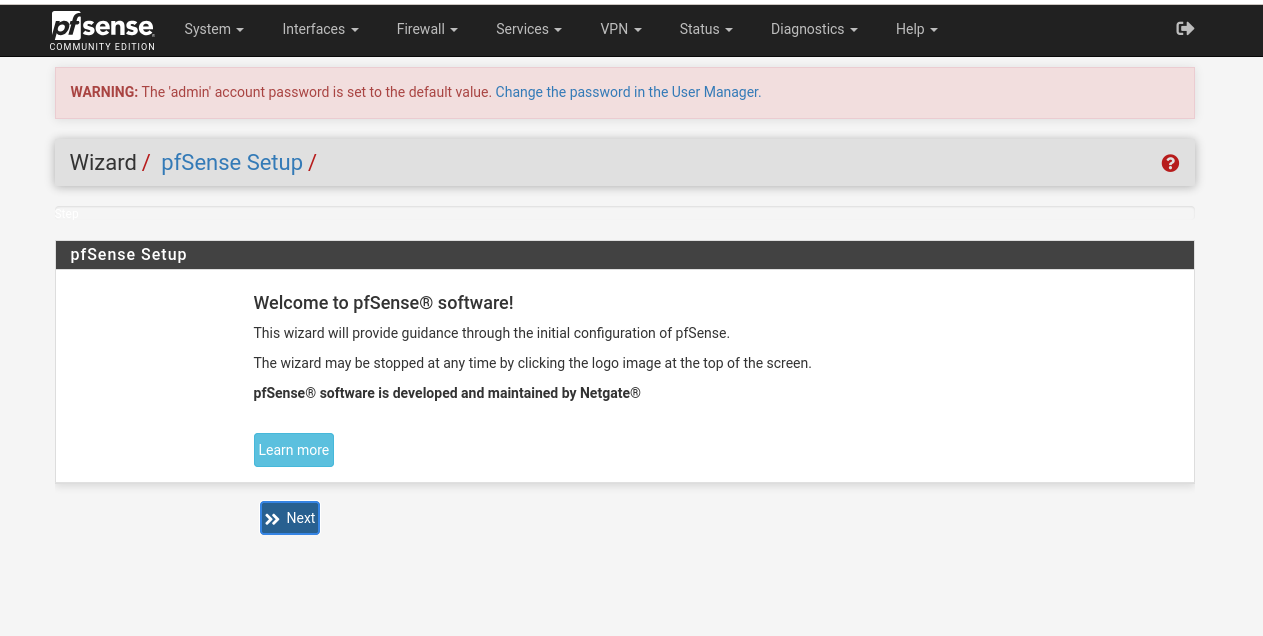 pfsense
COMMUNITY EDITION
System
Interfaces
Firewall
Services
VPN
Status
Diagnostics
Help
WARNING: The 'admin' account password is set to the default value. Change the password in the User Manager.
Wizard / pfSense Setup /
Step
pfSense Setup
Welcome to pfSense® software!
This wizard will provide guidance through the initial configuration of pfSense.
The wizard may be stopped at any time by clicking the logo image at the top of the screen.
pfSense® software is developed and maintained by Netgate®
Learn more
Next